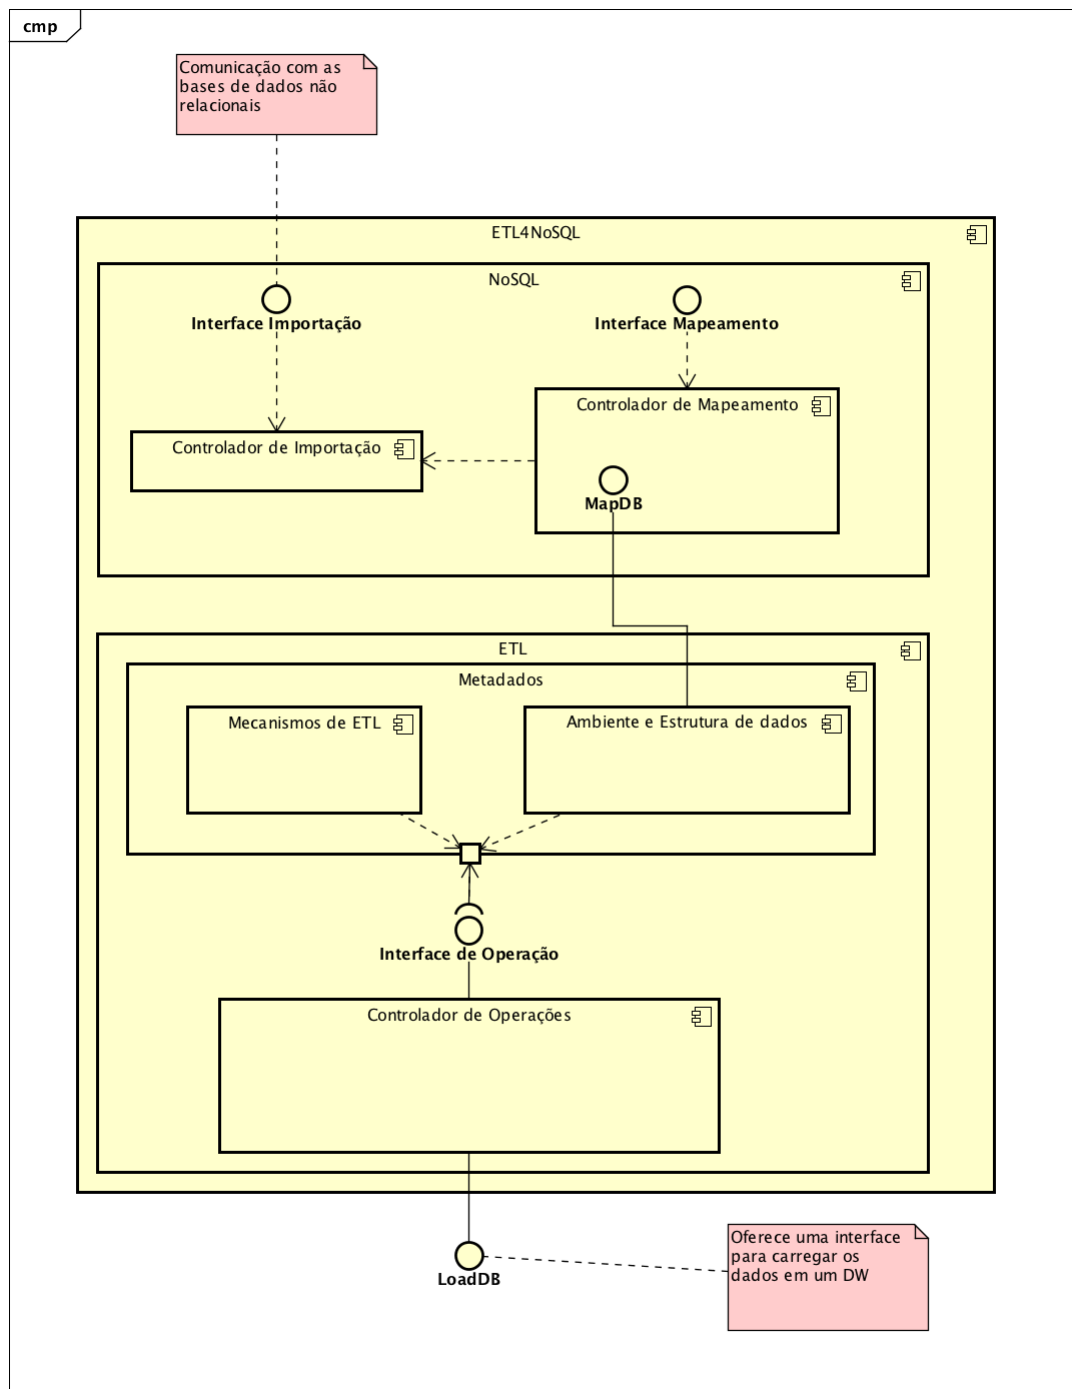 cmp
Comunicação com as
bases de dados não
relacionais
ETL4NoSQL
NoSQL
Interface Importação
Interface Mapeamento
Controlador de Mapeamento
Controlador de Importação
MapDB
ETL
Metadados
Mecanismos de ETL
Ambiente e Estrutura de dados
Interface de Operação
Controlador de Operações
Oferece uma interface
para carregar os
dados em um DW
LoadDB